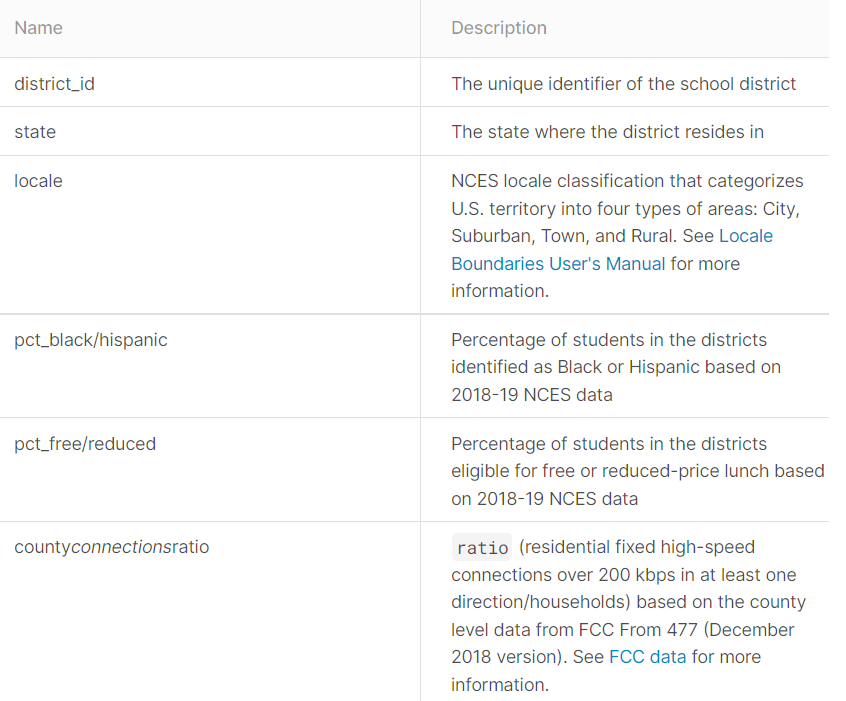 Name Description
district_id The unique identifier of the school district
state The state where the district resides in
locale NCES locale classification that categorizes
U.S. territory into four types of areas: City,
Suburban, Town, and Rural. See Locale
Boundaries User's Manual for more
information.
pct_black/hispanic Percentage of students in the districts
identified as Black or Hispanic based on
2018-19 NCES data
pct_free/reduced Percentage of students in the districts
eligible for free or reduced-price lunch based
on 2018-19 NCES data
countyconnectionsratio ratio (residential fixed high-speed
connections over 200 kbps in at least one
direction/households) based on the county
level data from FCC From 477 (December
2018 version). See FCC data for more
information.